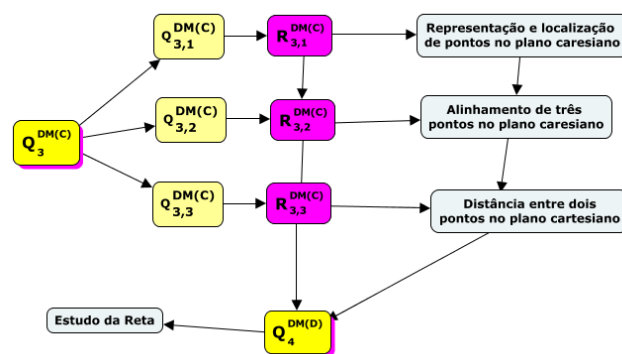 Q₃^DM(C)
Q₃,₁^DM(C)
R₃,₁^DM(C)
Representação e localização
de pontos no plano caresiano
Q₃,₂^DM(C)
R₃,₂^DM(C)
Alinhamento de três
pontos no plano caresiano
Q₃,₃^DM(C)
R₃,₃^DM(C)
Distância entre dois
pontos no plano cartesiano
Estudo da Reta
Q₄^DM(D)